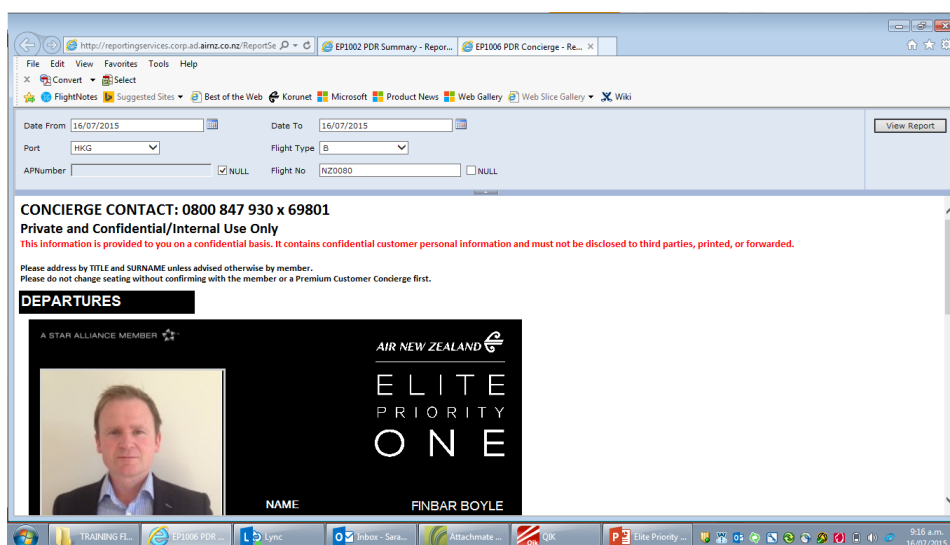 http://reportingservices.corp.ad.airnz.co.nz/ReportSe
EP1002 PDR Summary - Repor...
EP1006 PDR Concierge - Re...
File Edit View Favorites Tools Help
Convert Select
FlightNotes Suggested Sites Best of the Web Korunet Microsoft Product News Web Gallery Web Slice Gallery Wiki
Date From 16/07/2015 Date To 16/07/2015 View Report
Port HKG Flight Type B
APNumber NULL Flight No NZ0080 NULL
CONCIERGE CONTACT: 0800 847 930 x 69801
Private and Confidential/Internal Use Only
This information is provided to you on a confidential basis. It contains confidential customer personal information and must not be disclosed to third parties, printed, or forwarded.
Please address by TITLE and SURNAME unless advised otherwise by member.
Please do not change seating without confirming with the member or a Premium Customer Concierge first.
DEPARTURES
A STAR ALLIANCE MEMBER
AIR NEW ZEALAND
ELITE
PRIORITY
ONE
NAME FINBAR BOYLE
TRAINING FI... EP1006 PDR ... Lync Inbox - Sara... Attachmate ... QIK Elite Priority ... 9:16 a.m.
16/07/2015